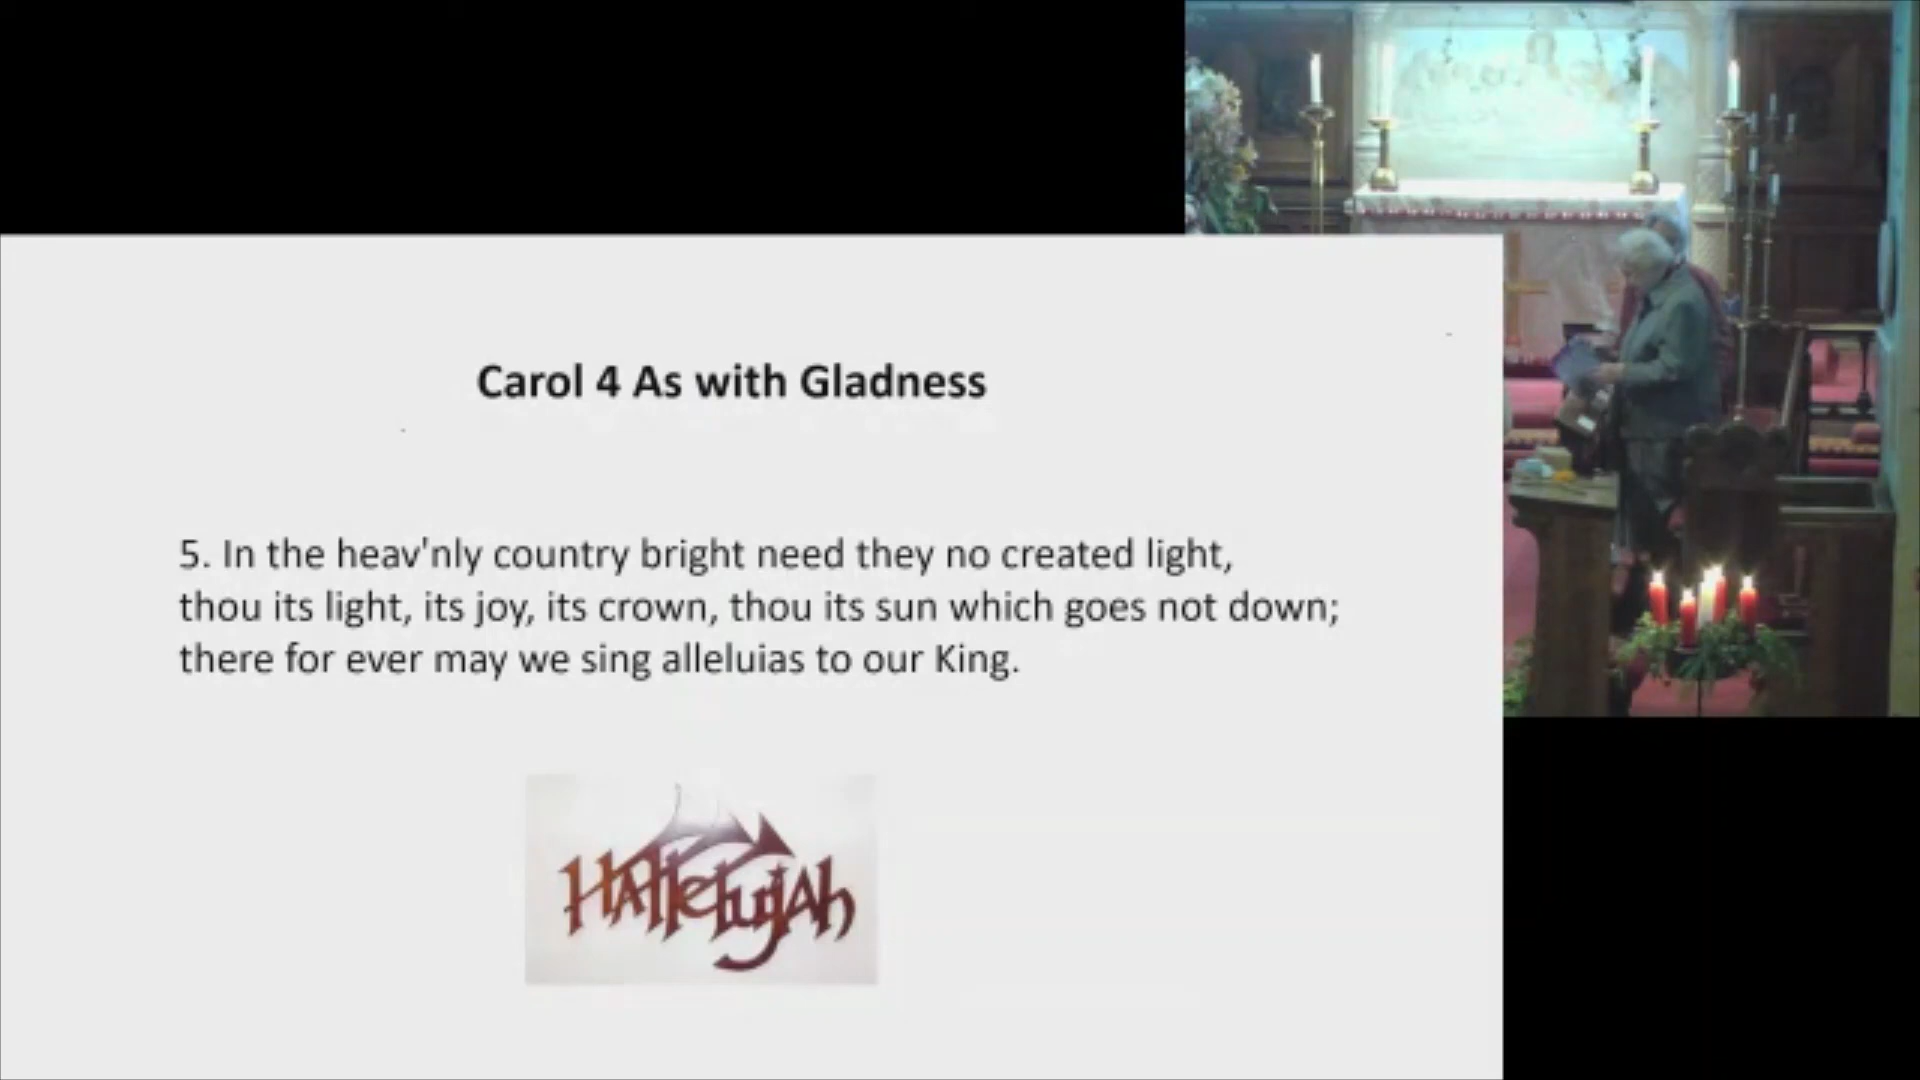 Carol 4 As with Gladness
5. In the heav'nly country bright need they no created light,
thou its light, its joy, its crown, thou its sun which goes not down;
there for ever may we sing alleluias to our King.
Hallelujah